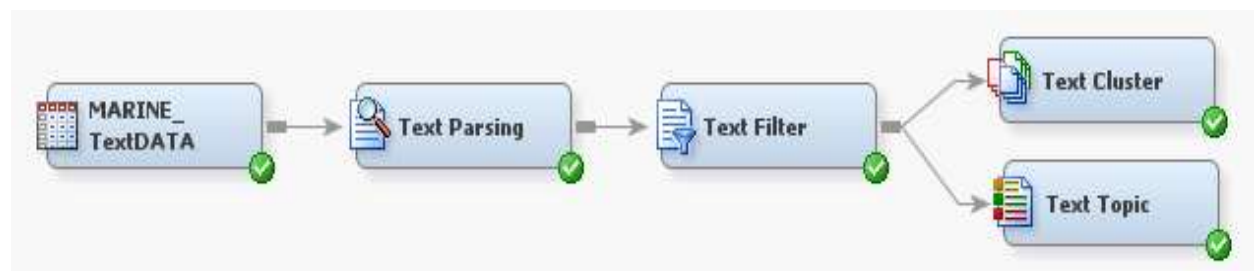 MARINE_
TextDATA
Text Parsing
Text Filter
Text Cluster
Text Topic